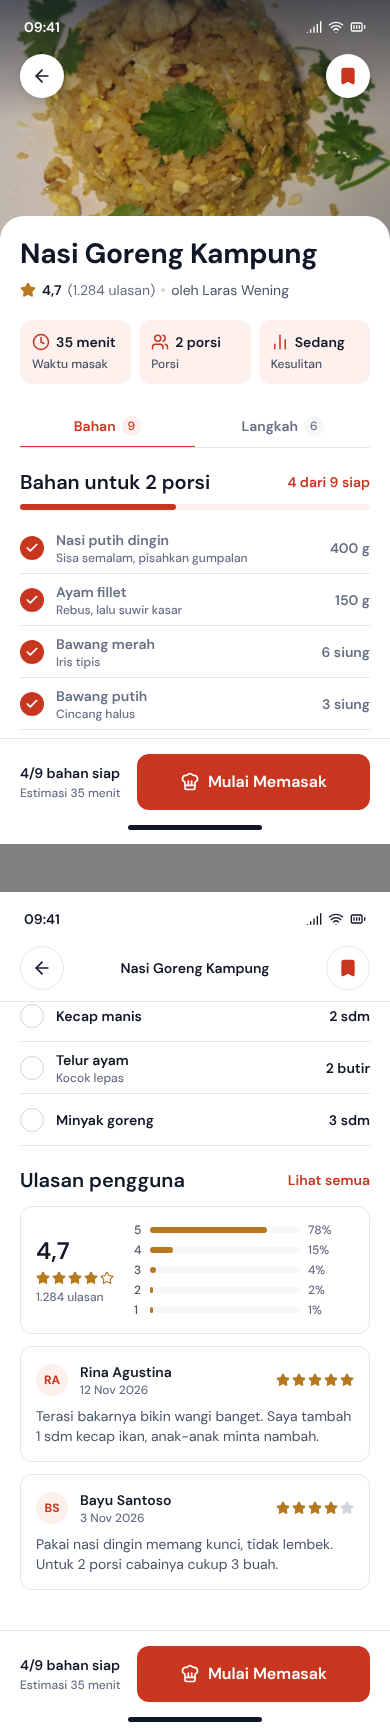 09:41
Nasi Goreng Kampung
4,7 (1.284 ulasan) • oleh Laras Wening
35 menit
Waktu masak
2 porsi
Porsi
Sedang
Kesulitan
Bahan 9
Langkah 6
Bahan untuk 2 porsi
4 dari 9 siap
Nasi putih dingin
Sisa semalam, pisahkan gumpalan
400 g
Ayam fillet
Rebus, lalu suwir kasar
150 g
Bawang merah
Iris tipis
6 siung
Bawang putih
Cincang halus
3 siung
4/9 bahan siap
Estimasi 35 menit
Mulai Memasak
09:41
Nasi Goreng Kampung
Kecap manis
2 sdm
Telur ayam
Kocok lepas
2 butir
Minyak goreng
3 sdm
Ulasan pengguna
Lihat semua
4,7
1.284 ulasan
5 78%
4 15%
3 4%
2 2%
1 1%
RA
Rina Agustina
12 Nov 2026
Terasi bakarnya bikin wangi banget. Saya tambah
1 sdm kecap ikan, anak-anak minta nambah.
BS
Bayu Santoso
3 Nov 2026
Pakai nasi dingin memang kunci, tidak lembek.
Untuk 2 porsi cabainya cukup 3 buah.
4/9 bahan siap
Estimasi 35 menit
Mulai Memasak